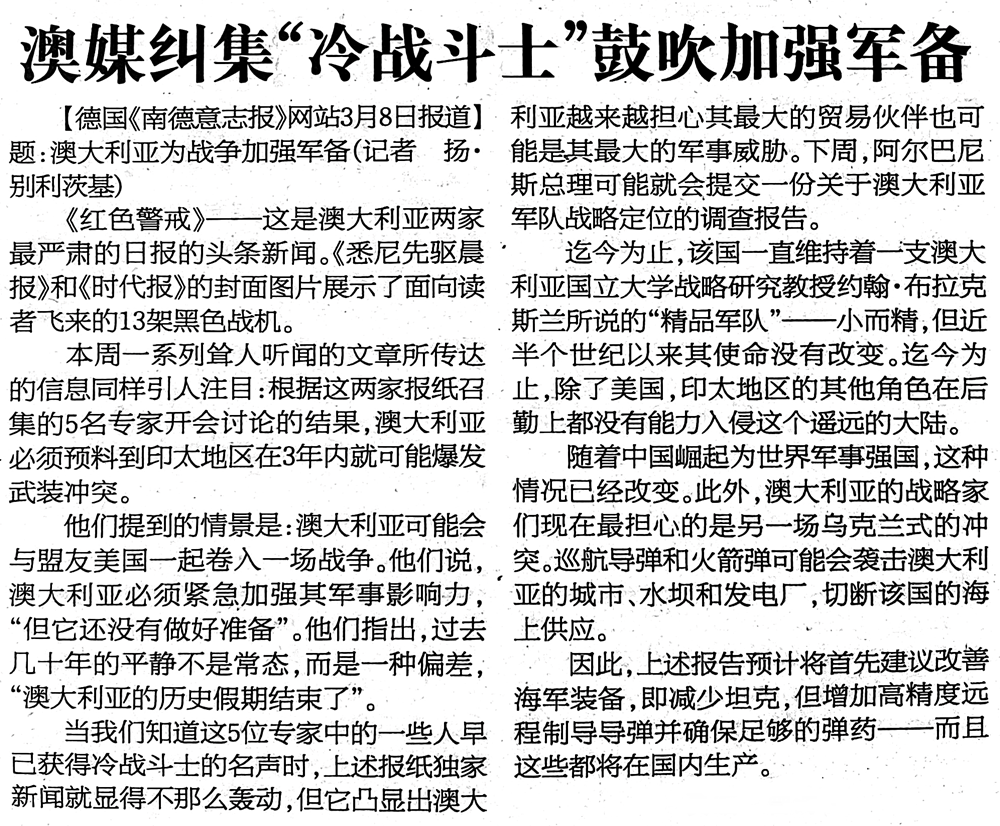 澳媒纠集“冷战斗士”鼓吹加强军备
【德国《南德意志报》网站3月8日报道】
题：澳大利亚为战争加强军备（记者　扬·
别利茨基）
《红色警戒》——这是澳大利亚两家
最严肃的日报的头条新闻。《悉尼先驱晨
报》和《时代报》的封面图片展示了面向读
者飞来的13架黑色战机。
本周一系列耸人听闻的文章所传达
的信息同样引人注目：根据这两家报纸召
集的5名专家开会讨论的结果，澳大利亚
必须预料到印太地区在3年内就可能爆发
武装冲突。
他们提到的情景是：澳大利亚可能会
与盟友美国一起卷入一场战争。他们说，
澳大利亚必须紧急加强其军事影响力，
“但它还没有做好准备”。他们指出，过去
几十年的平静不是常态，而是一种偏差，
“澳大利亚的历史假期结束了”。
当我们知道这5位专家中的一些人早
已获得冷战斗士的名声时，上述报纸独家
新闻就显得不那么轰动，但它凸显出澳大
利亚越来越担心其最大的贸易伙伴也可
能是其最大的军事威胁。下周，阿尔巴尼
斯总理可能就会提交一份关于澳大利亚
军队战略定位的调查报告。
迄今为止，该国一直维持着一支澳大
利亚国立大学战略研究教授约翰·布拉克
斯兰所说的“精品军队”——小而精，但近
半个世纪以来其使命没有改变。迄今为
止，除了美国，印太地区的其他角色在后
勤上都没有能力入侵这个遥远的大陆。
随着中国崛起为世界军事强国，这种
情况已经改变。此外，澳大利亚的战略家
们现在最担心的是另一场乌克兰式的冲
突。巡航导弹和火箭弹可能会袭击澳大利
亚的城市、水坝和发电厂，切断该国的海
上供应。
因此，上述报告预计将首先建议改善
海军装备，即减少坦克，但增加高精度远
程制导导弹并确保足够的弹药——而且
这些都将在国内生产。